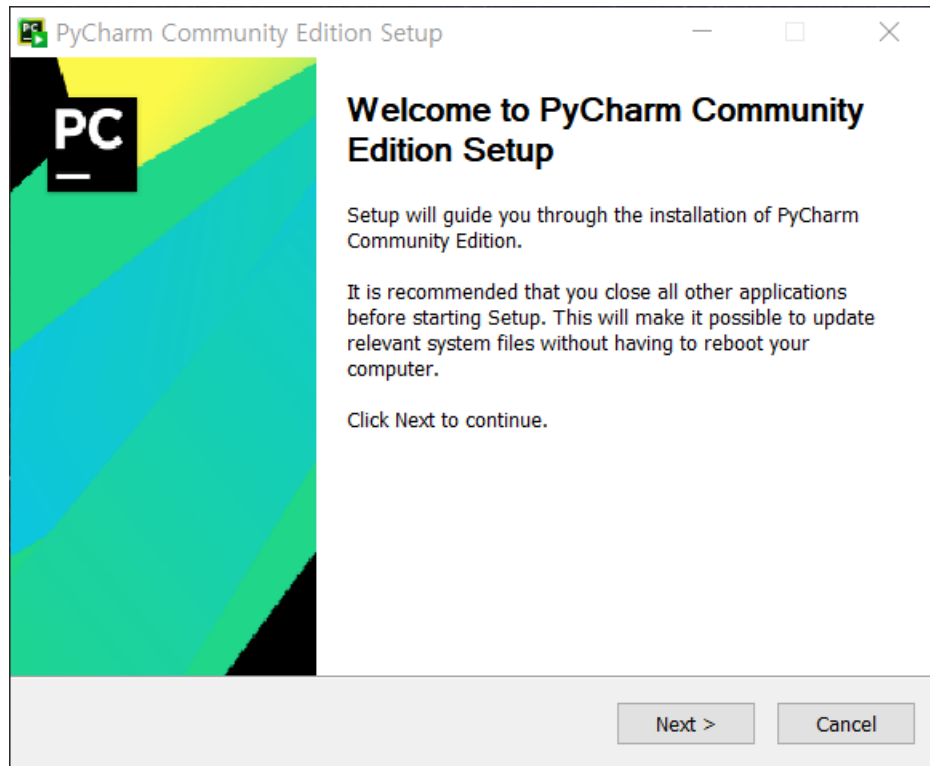 PyCharm Community Edition Setup
PC
Welcome to PyCharm Community
Edition Setup
Setup will guide you through the installation of PyCharm
Community Edition.
It is recommended that you close all other applications
before starting Setup. This will make it possible to update
relevant system files without having to reboot your
computer.
Click Next to continue.
Next >
Cancel